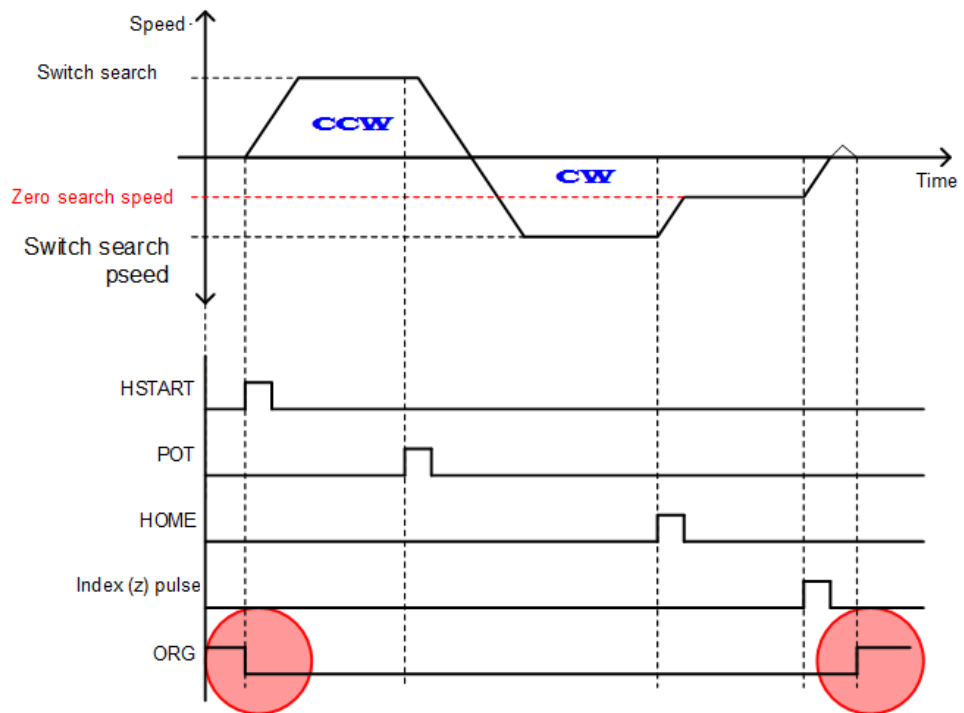 Speed
Switch search
CCW
CW
Time
Zero search speed
Switch search
pseed
HSTART
POT
HOME
Index (z) pulse
ORG